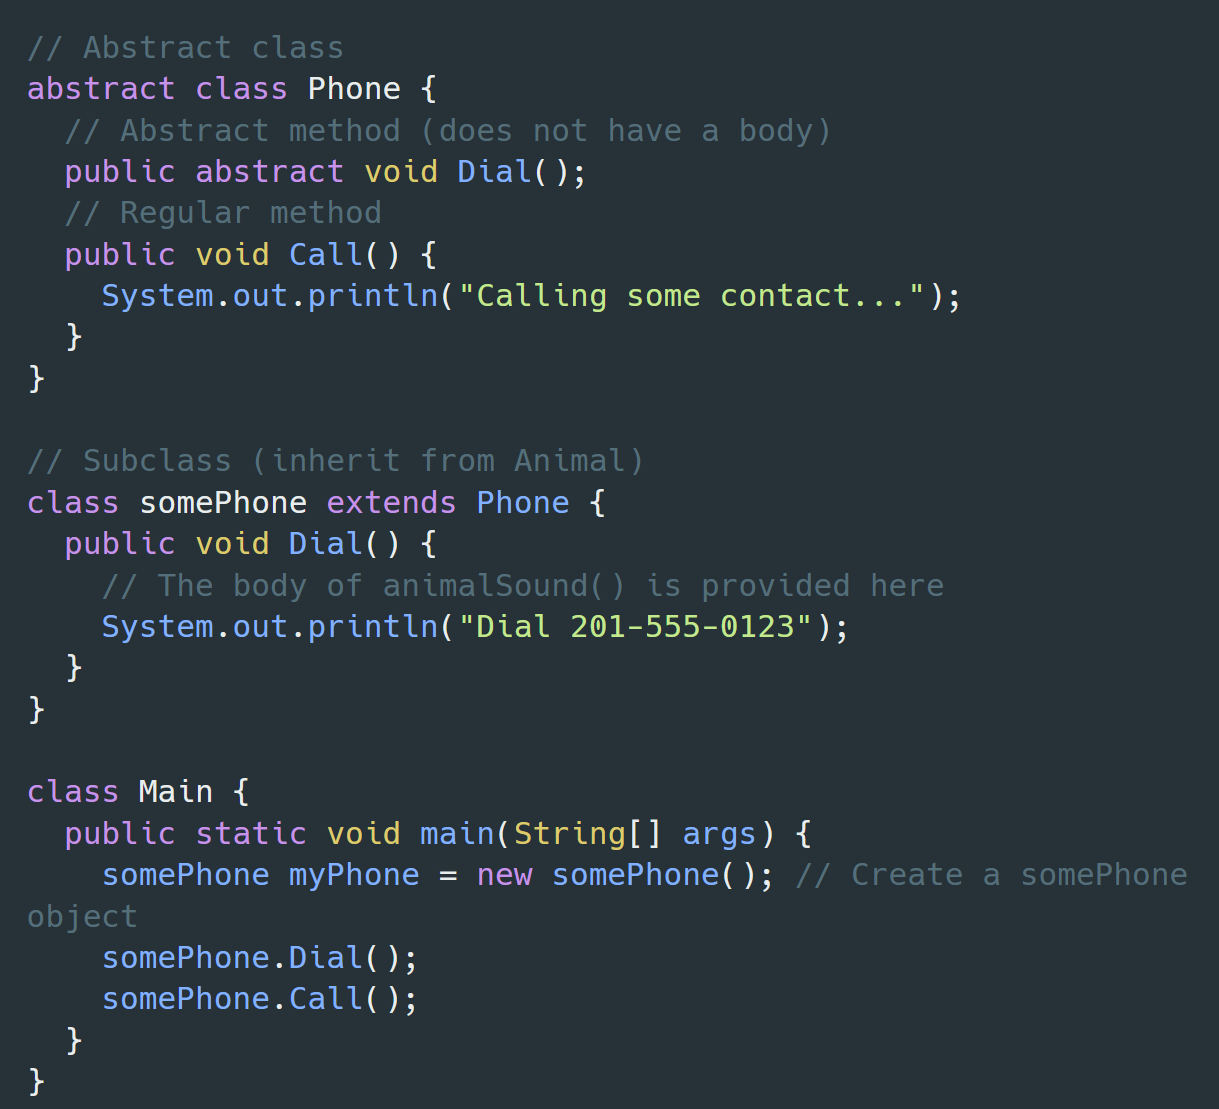 // Abstract class
abstract class Phone {
  // Abstract method (does not have a body)
  public abstract void Dial();
  // Regular method
  public void Call() {
    System.out.println("Calling some contact...");
  }
}

// Subclass (inherit from Animal)
class somePhone extends Phone {
  public void Dial() {
    // The body of animalSound() is provided here
    System.out.println("Dial 201-555-0123");
  }
}

class Main {
  public static void main(String[] args) {
    somePhone myPhone = new somePhone(); // Create a somePhone
object
    somePhone.Dial();
    somePhone.Call();
  }
}